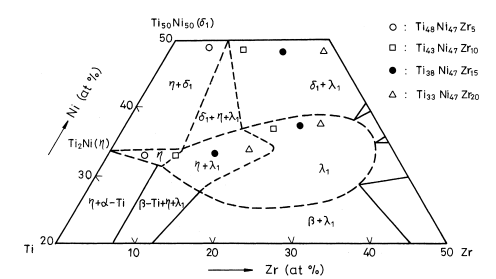 Ti50Ni50(δ1)
50
○ : Ti48Ni47Zr5
□ : Ti43Ni47Zr10
● : Ti38Ni47Zr15
△ : Ti33Ni47Zr20
η+δ1
δ1+λ1
40
Ni(at %)
δ1+η+λ1
Ti2Ni(η)
η
η+λ1
λ1
30
η+α-Ti
β-Ti+η+λ1
β+λ1
20
Ti
10
20
30
40
50
Zr
Zr (at %)